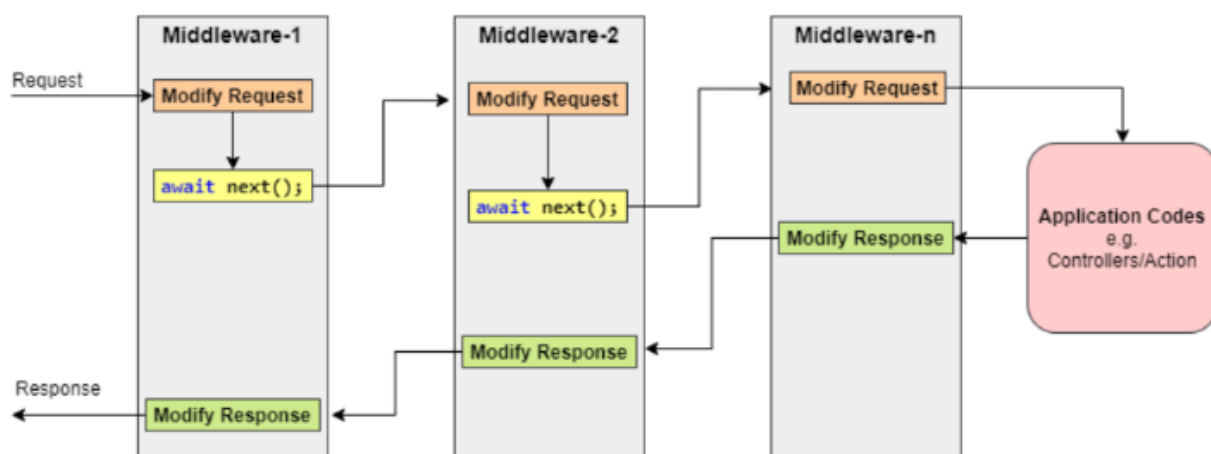 Middleware-1
Middleware-2
Middleware-n
Request
Modify Request
Modify Request
Modify Request
await next();
await next();
Application Codes
e.g.
Controllers/Action
Modify Response
Modify Response
Response
Modify Response